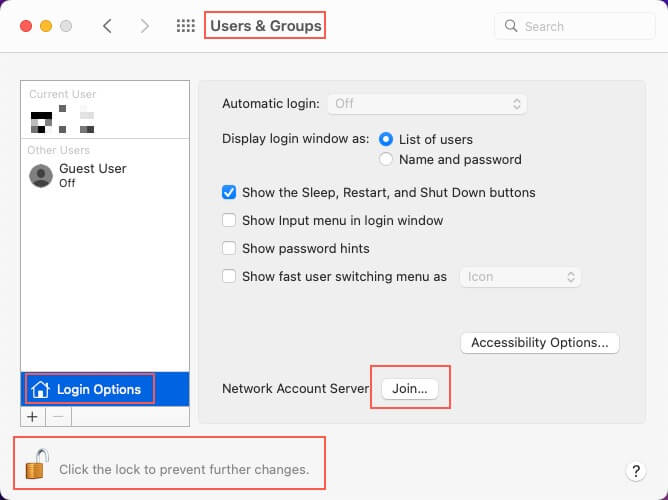 Users & Groups
Search
Current User
Other Users
Guest User
Off
Login Options
+ −
Automatic login: Off
Display login window as: List of users
Name and password
Show the Sleep, Restart, and Shut Down buttons
Show Input menu in login window
Show password hints
Show fast user switching menu as Icon
Accessibility Options...
Network Account Server Join...
Click the lock to prevent further changes.
?